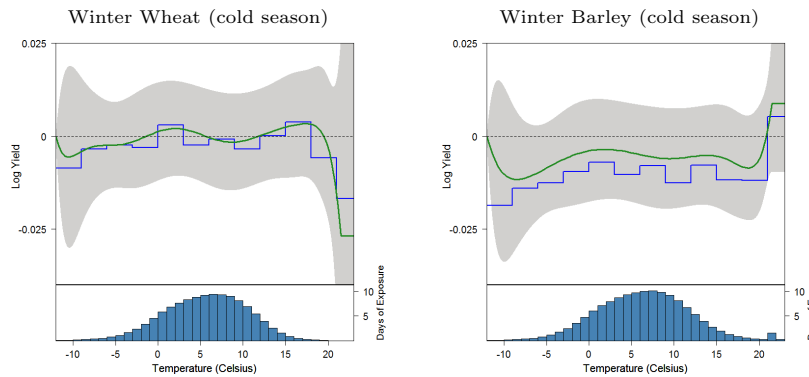 Winter Wheat (cold season)
0.025
0
-0.025
Log Yield
10
5
Days of Exposure
-10 -5 0 5 10 15 20
Temperature (Celsius)
Winter Barley (cold season)
0.025
0
-0.025
Log Yield
10
5
-10 -5 0 5 10 15 20
Temperature (Celsius)